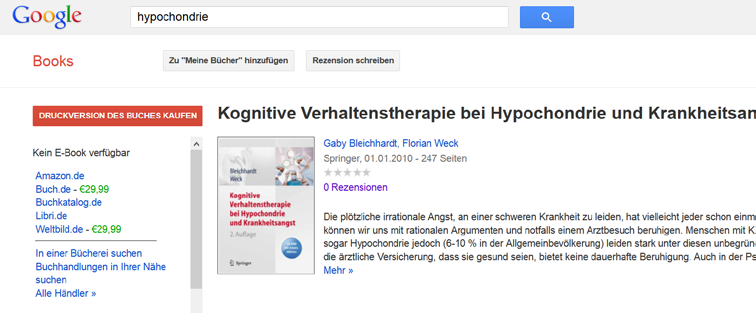 Google
hypochondrie
Books
Zu "Meine Bücher" hinzufügen
Rezension schreiben
DRUCKVERSION DES BUCHES KAUFEN
Kein E-Book verfügbar
Amazon.de
Buch.de - €29,99
Buchkatalog.de
Libri.de
Weltbild.de - €29,99
In einer Bücherei suchen
Buchhandlungen in Ihrer Nähe
suchen
Alle Händler »
Kognitive Verhaltenstherapie bei Hypochondrie und Krankheitsan
Bleichhardt
Weck
Kognitive
Verhaltenstherapie
bei Hypochondrie
und Krankheitsangst
2. Auflage
Springer
Gaby Bleichhardt, Florian Weck
Springer, 01.01.2010 - 247 Seiten
0 Rezensionen
Die plötzliche irrationale Angst, an einer schweren Krankheit zu leiden, hat vielleicht jeder schon einm
können wir uns mit rationalen Argumenten und notfalls einem Arztbesuch beruhigen. Menschen mit K
sogar Hypochondrie jedoch (6-10 % in der Allgemeinbevölkerung) leiden stark unter diesen unbegrün
die ärztliche Versicherung, dass sie gesund seien, bietet keine dauerhafte Beruhigung. Auch in der Ps
Mehr »